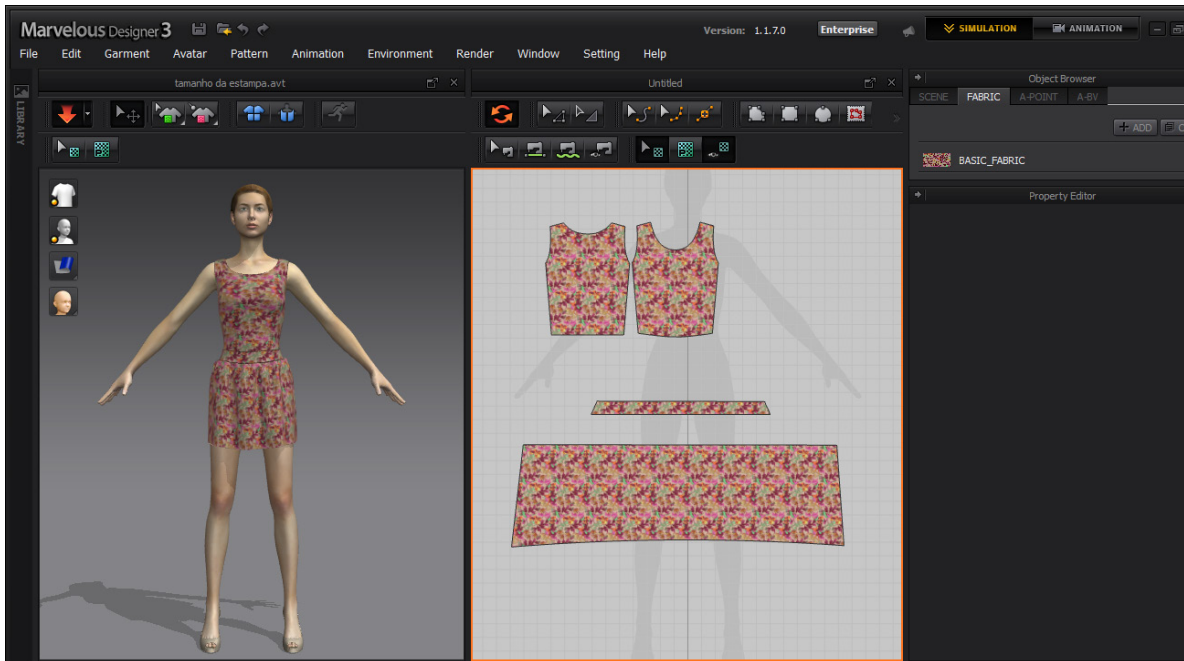 Marvelous Designer 3
Version: 1.1.7.0 Enterprise
SIMULATION ANIMATION
File Edit Garment Avatar Pattern Animation Environment Render Window Setting Help
LIBRARY
tamanho da estampa.avt
Untitled
Object Browser
SCENE FABRIC A-POINT A-BV
+ ADD
BASIC_FABRIC
Property Editor